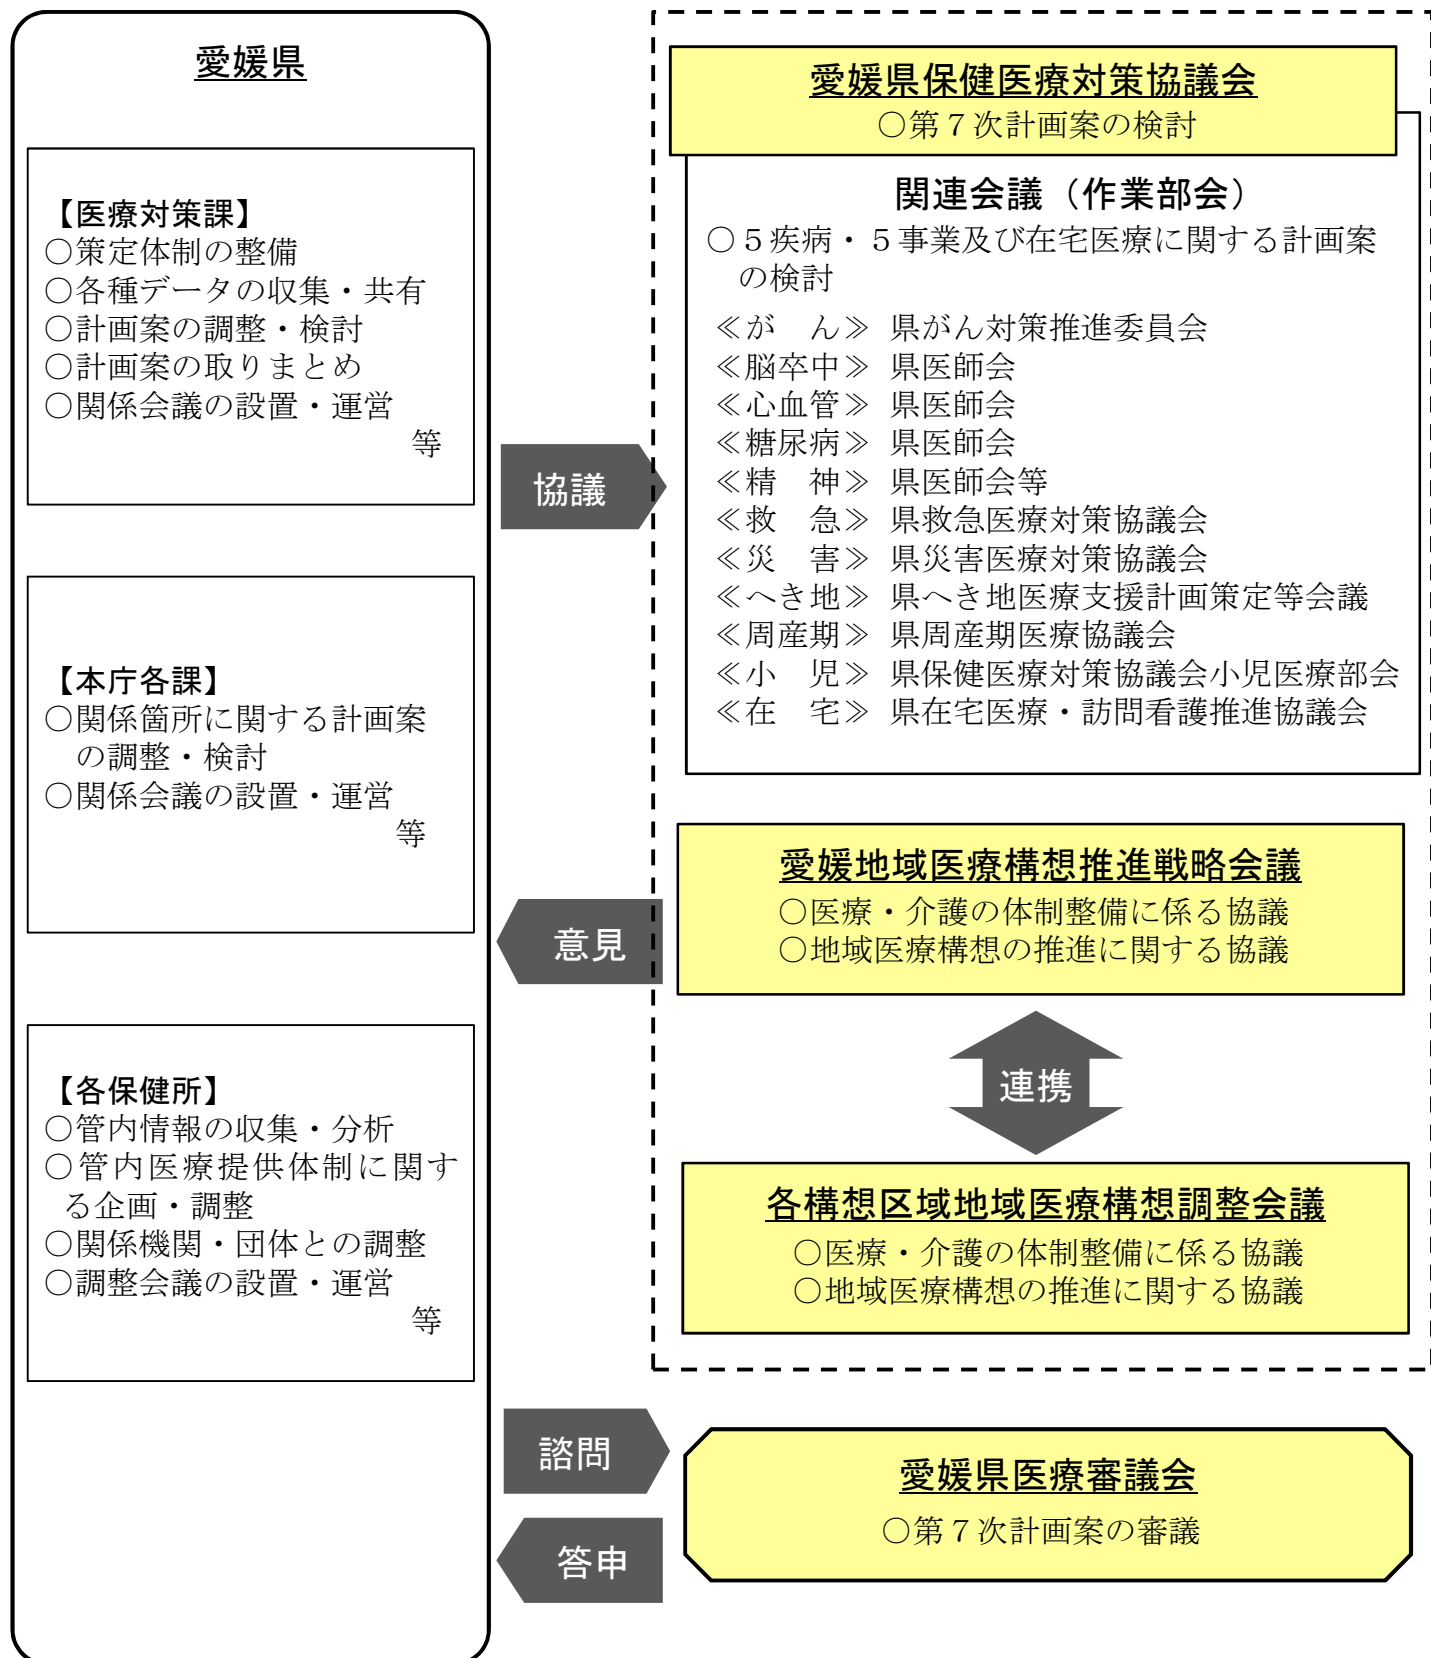 愛媛県
【医療対策課】
○策定体制の整備
○各種データの収集・共有
○計画案の調整・検討
○計画案の取りまとめ
○関係会議の設置・運営
等
【本庁各課】
○関係箇所に関する計画案
の調整・検討
○関係会議の設置・運営
等
【各保健所】
○管内情報の収集・分析
○管内医療提供体制に関す
る企画・調整
○関係機関・団体との調整
○調整会議の設置・運営
等
協議
意見
諮問
答申
愛媛県保健医療対策協議会
○第７次計画案の検討
関連会議（作業部会）
○５疾病・５事業及び在宅医療に関する計画案
の検討
≪が　ん≫ 県がん対策推進委員会
≪脳卒中≫ 県医師会
≪心血管≫ 県医師会
≪糖尿病≫ 県医師会
≪精　神≫ 県医師会等
≪救　急≫ 県救急医療対策協議会
≪災　害≫ 県災害医療対策協議会
≪へき地≫ 県へき地医療支援計画策定等会議
≪周産期≫ 県周産期医療協議会
≪小　児≫ 県保健医療対策協議会小児医療部会
≪在　宅≫ 県在宅医療・訪問看護推進協議会
愛媛地域医療構想推進戦略会議
○医療・介護の体制整備に係る協議
○地域医療構想の推進に関する協議
連携
各構想区域地域医療構想調整会議
○医療・介護の体制整備に係る協議
○地域医療構想の推進に関する協議
愛媛県医療審議会
○第７次計画案の審議